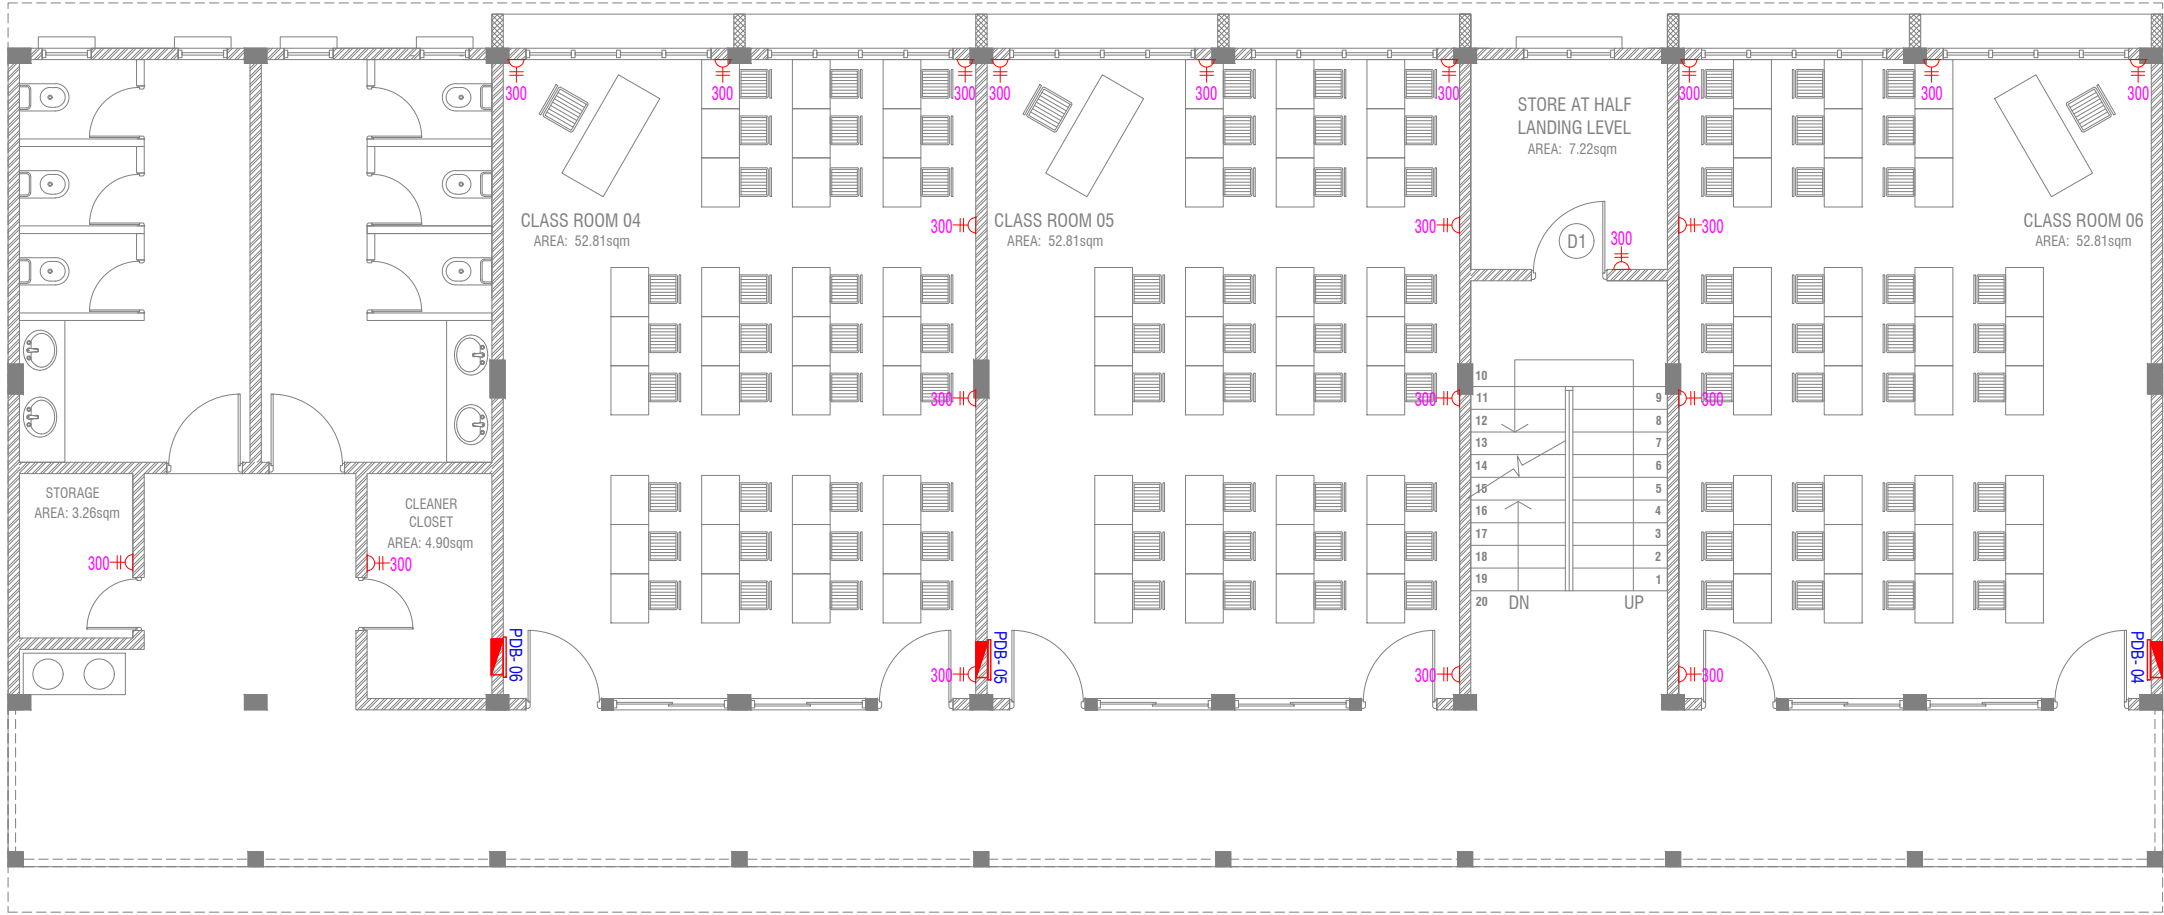 300
300
300
300
300
300
300
300
300
STORE AT HALF
LANDING LEVEL
AREA: 7.22sqm
CLASS ROOM 04
AREA: 52.81sqm
300
CLASS ROOM 05
AREA: 52.81sqm
300
D1
300
300
CLASS ROOM 06
AREA: 52.81sqm
300
300
300
10
11
12
13
14
15
16
17
18
19
20
9
8
7
6
5
4
3
2
1
DN
UP
STORAGE
AREA: 3.26sqm
300
CLEANER
CLOSET
AREA: 4.90sqm
300
PDB- 06
300
PDB- 05
300
300
PDB- 04